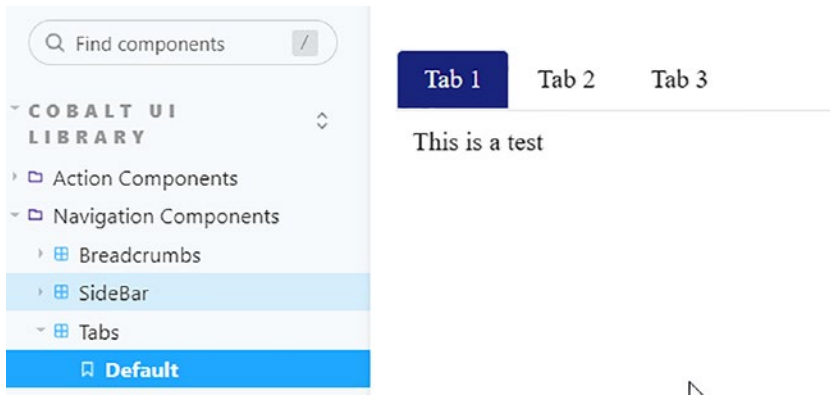 Find components /
COBALT UI
LIBRARY
Action Components
Navigation Components
Breadcrumbs
SideBar
Tabs
Default
Tab 1 Tab 2 Tab 3
This is a test